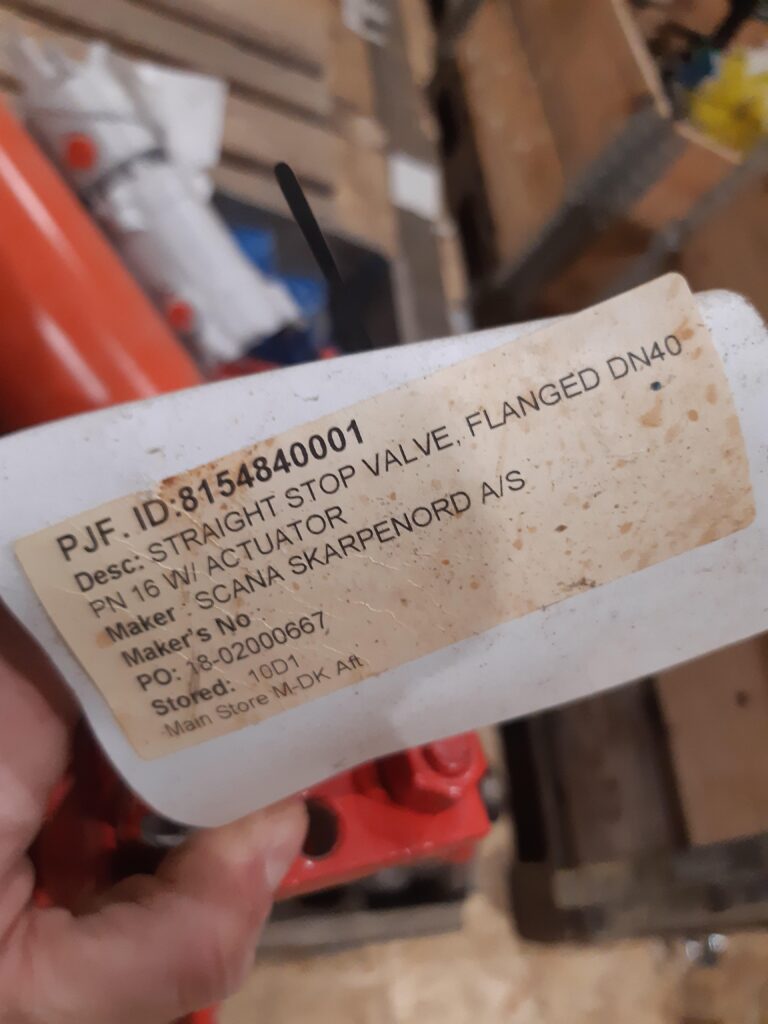 PJF. ID:8154840001
Desc: STRAIGHT STOP VALVE, FLANGED DN40
PN 16 W/ ACTUATOR
Maker : SCANA SKARPENORD A/S
Maker's No :
PO: 18-02000667
Stored: 10D1
Main Store M-DK Aft